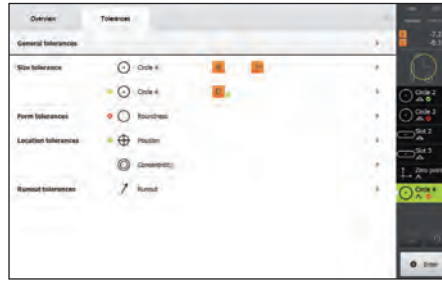 Overview Tolerances
General tolerances
Size tolerance Circle 4
Circle 4
Form tolerances Roundness
Location tolerances Position
Concentricity
Runout tolerances Runout
Circle 2
Circle 3
Slot 2
Slot 3
Zero point
Circle 4